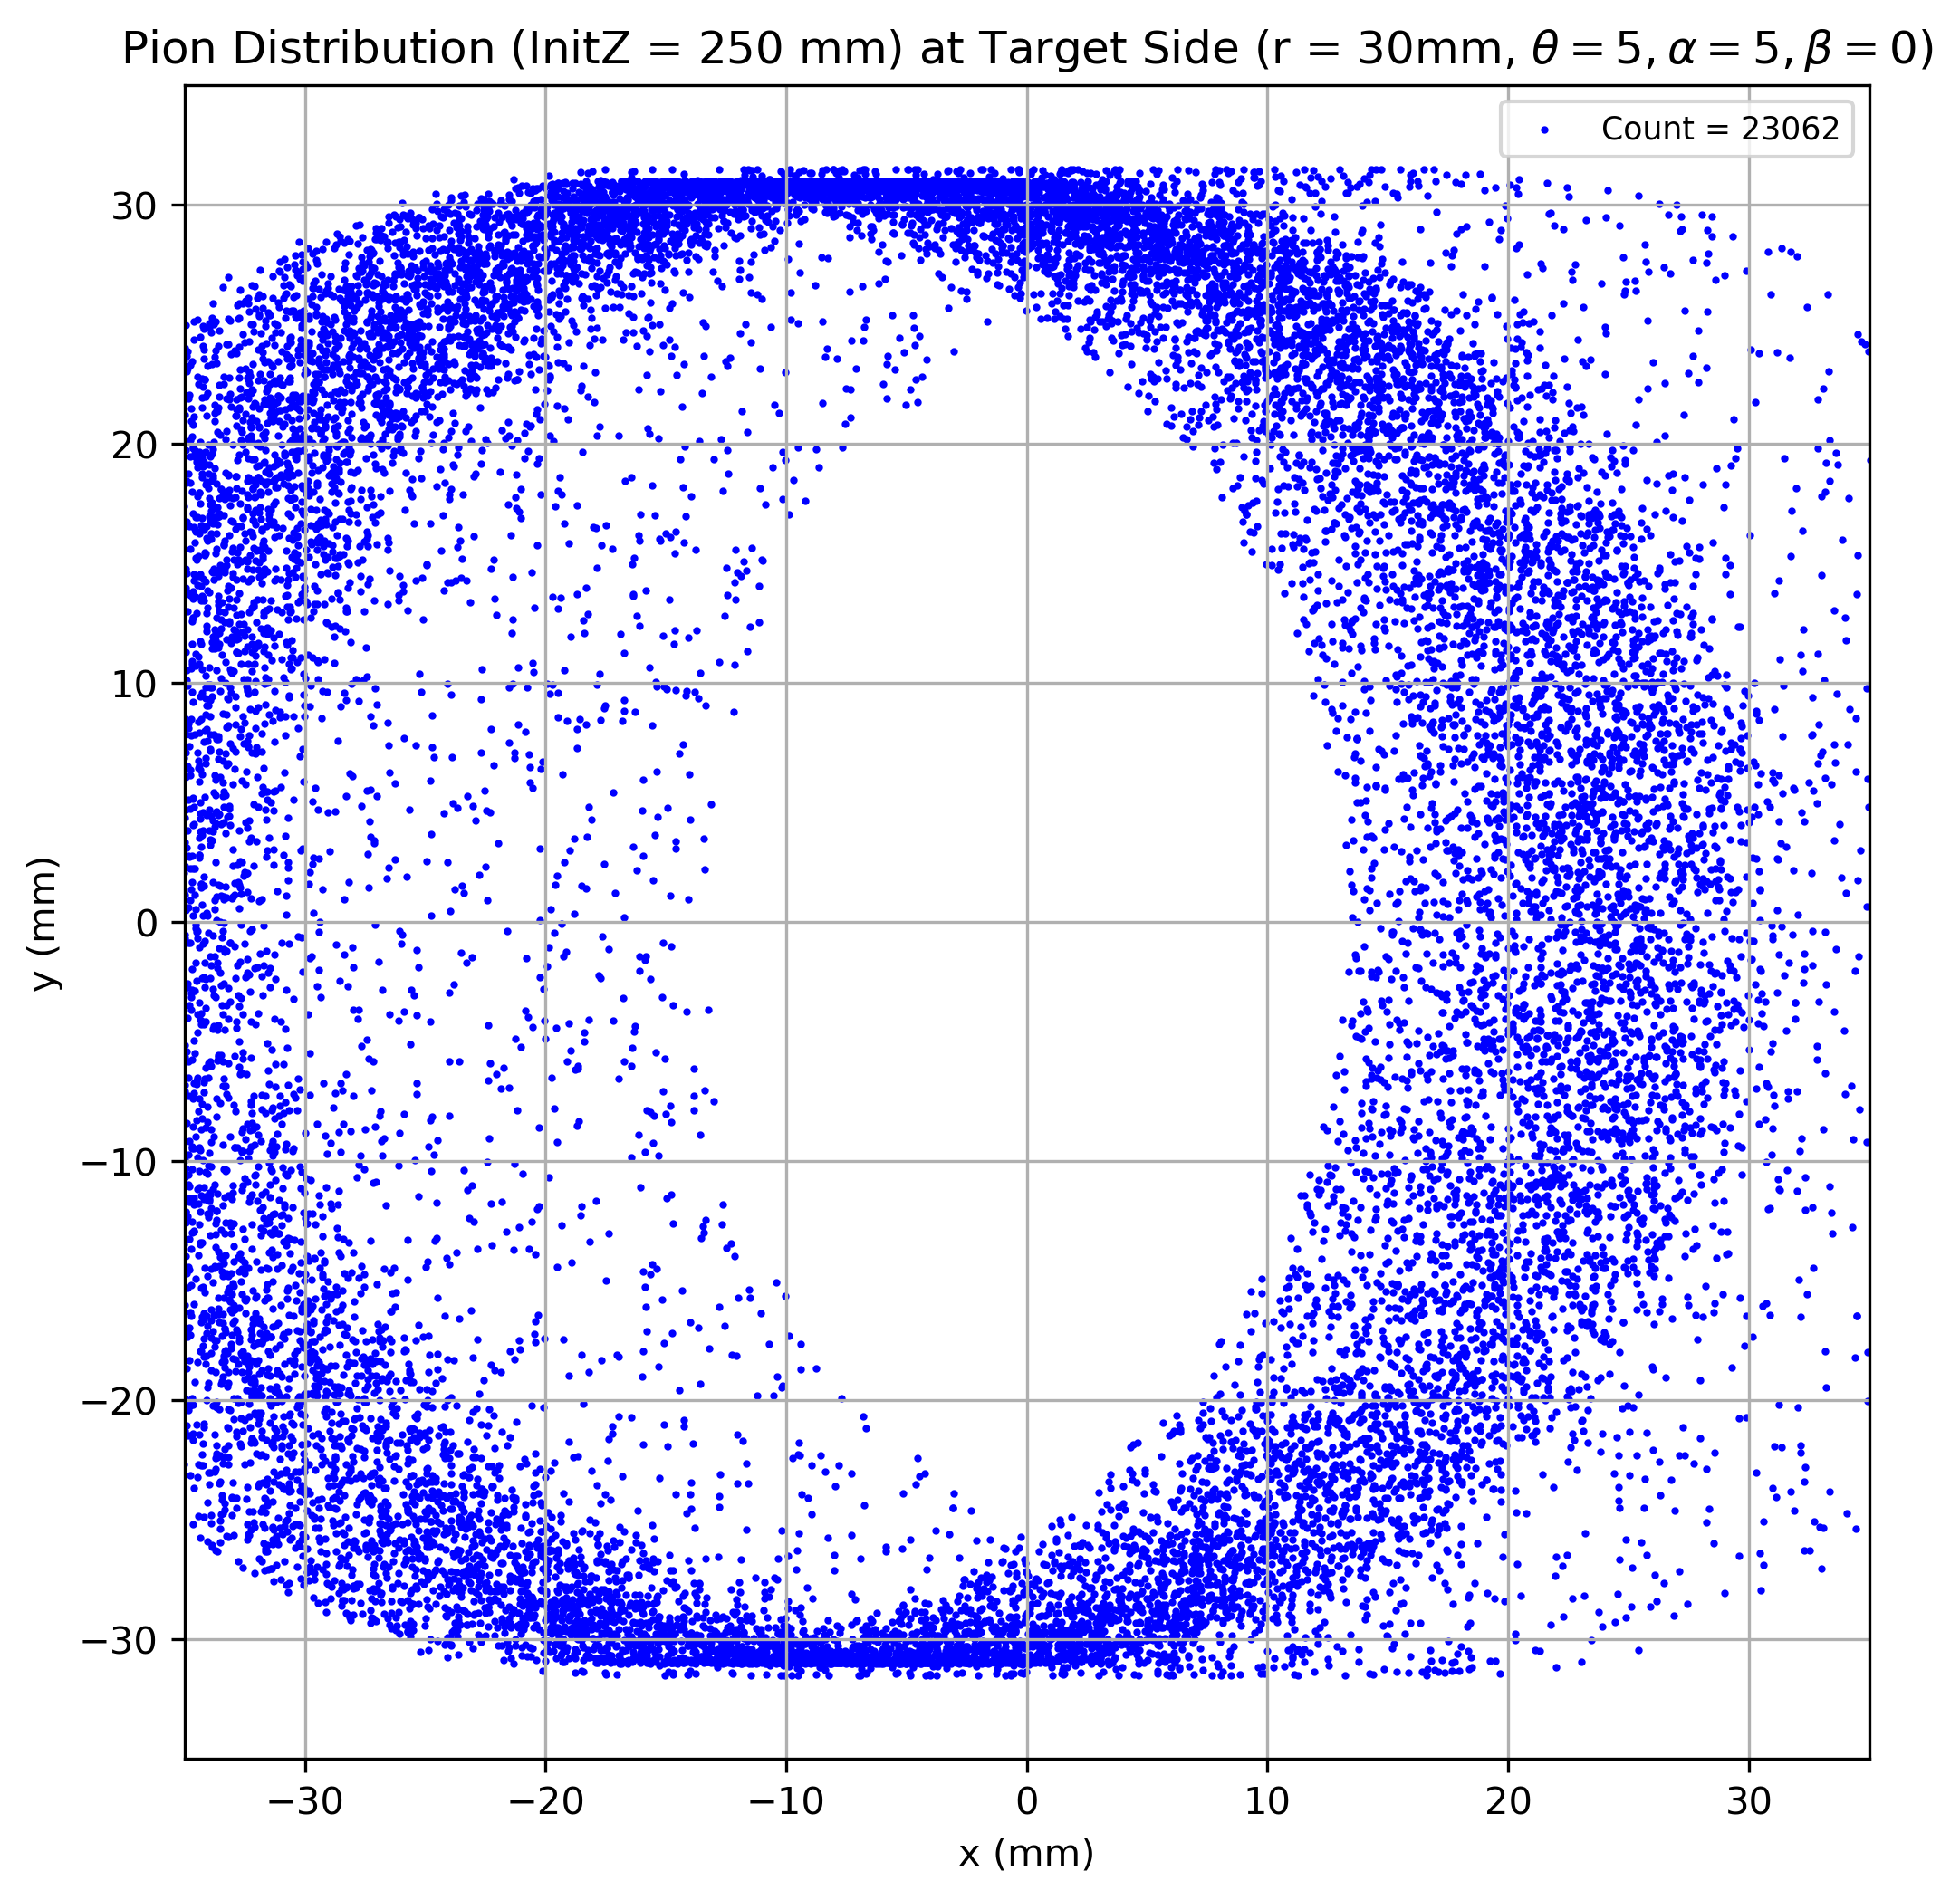 Pion Distribution (InitZ = 250 mm) at Target Side (r = 30mm, θ = 5, α = 5, β = 0)
Count = 23062
30
20
10
0
−10
−20
−30
y (mm)
−30 −20 −10 0 10 20 30
x (mm)